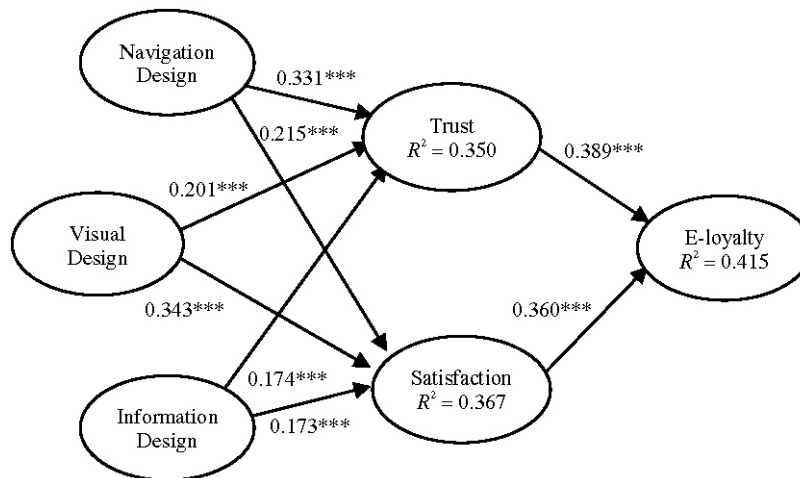 Navigation
Design
0.331***
Trust
R² = 0.350
0.215***
0.389***
0.201***
Visual
Design
E-loyalty
R² = 0.415
0.343***
0.360***
0.174***
Satisfaction
R² = 0.367
Information
Design
0.173***